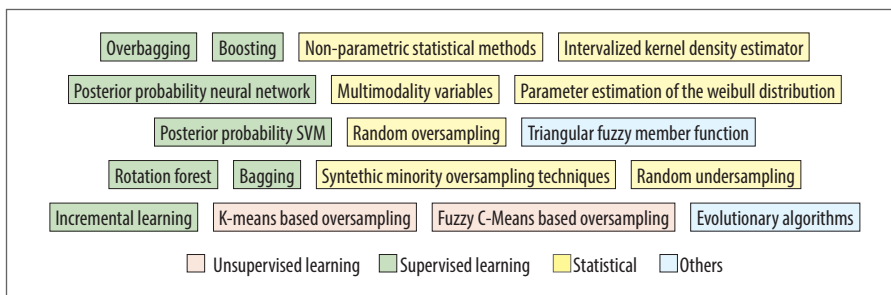 Overbagging Boosting Non-parametric statistical methods Intervalized kernel density estimator
Posterior probability neural network Multimodality variables Parameter estimation of the weibull distribution
Posterior probability SVM Random oversampling Triangular fuzzy member function
Rotation forest Bagging Syntethic minority oversampling techniques Random undersampling
Incremental learning K-means based oversampling Fuzzy C-Means based oversampling Evolutionary algorithms
Unsupervised learning Supervised learning Statistical Others